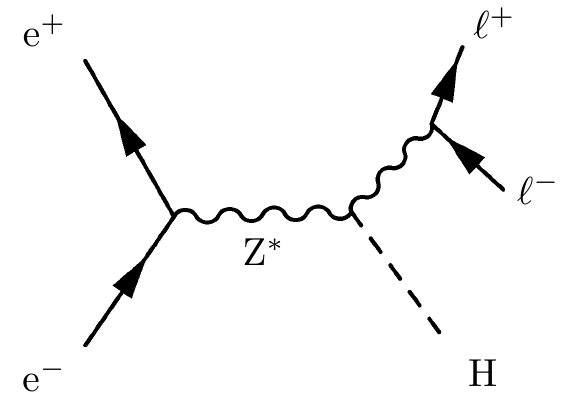 e⁺
ℓ⁺
ℓ⁻
Z*
e⁻
H